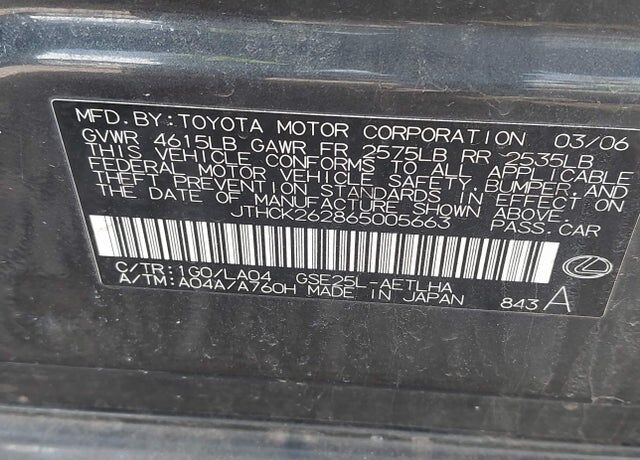 MFD.BY:TOYOTA MOTOR CORPORATION 03/06
GVWR 4615LB GAWR FR 2575LB RR 2535LB
THIS VEHICLE CONFORMS TO ALL APPLICABLE
FEDERAL MOTOR VEHICLE SAFETY,BUMPER,AND
THEFT PREVENTION STANDARDS IN EFFECT ON
THE DATE OF MANUFACTURE SHOWN ABOVE.
JTHCK262865005663 PASS.CAR
C/TR:1G0/LA04 GSE25L-AETLHA
A/TM:A04A/A760H MADE IN JAPAN 843 A